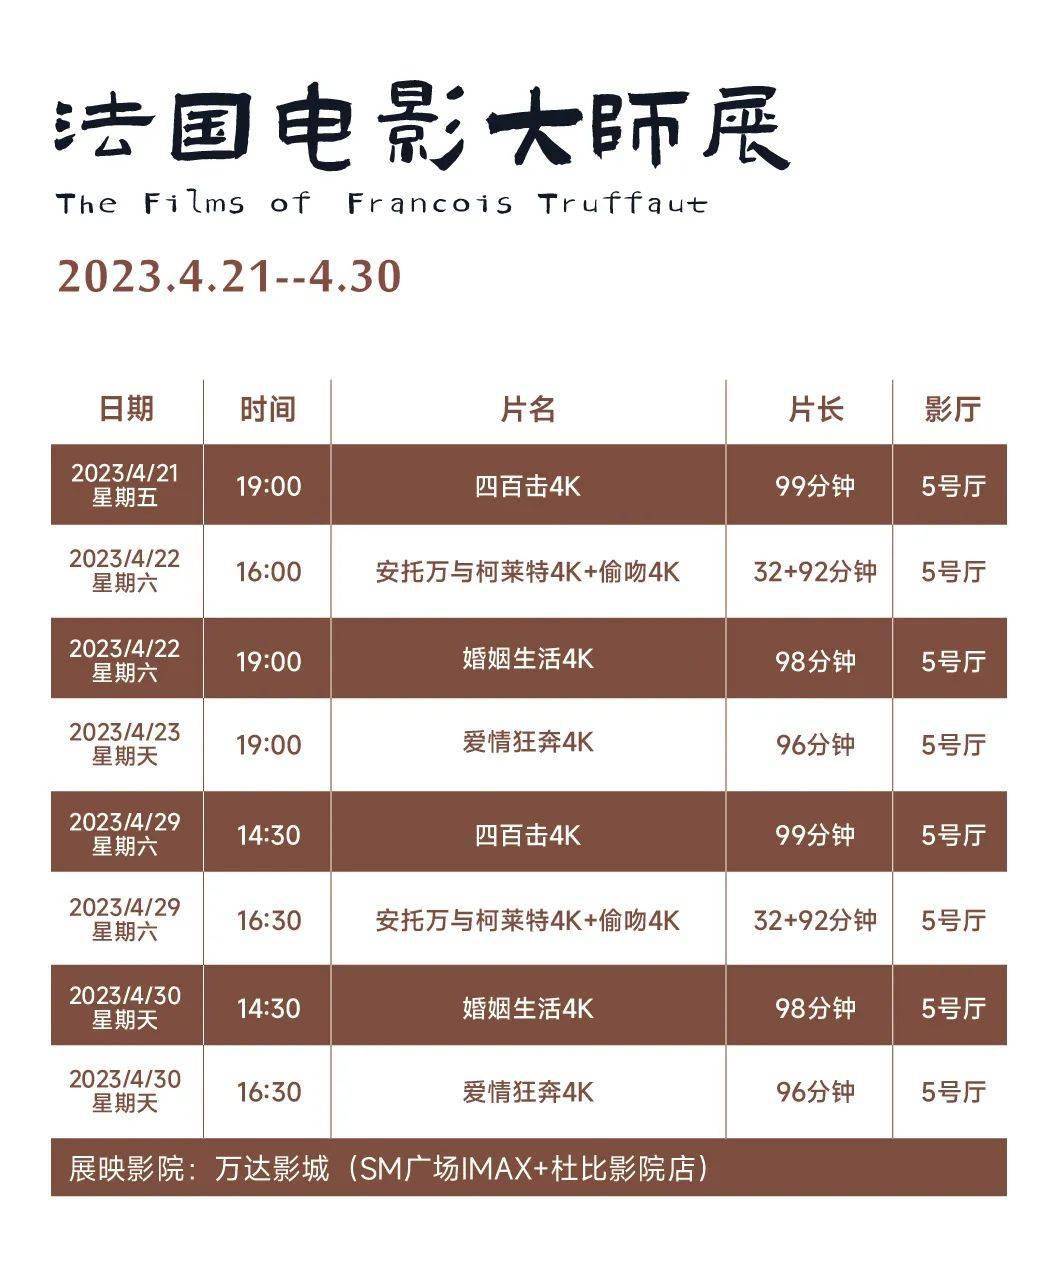 法国电影大師展
The Films of Francois Truffaut
2023.4.21--4.30
日期 时间 片名 片长 影厅
2023/4/21
星期五
19:00 四百击4K 99分钟 5号厅
2023/4/22
星期六
16:00 安托万与柯莱特4K+偷吻4K 32+92分钟 5号厅
2023/4/22
星期六
19:00 婚姻生活4K 98分钟 5号厅
2023/4/23
星期天
19:00 爱情狂奔4K 96分钟 5号厅
2023/4/29
星期六
14:30 四百击4K 99分钟 5号厅
2023/4/29
星期六
16:30 安托万与柯莱特4K+偷吻4K 32+92分钟 5号厅
2023/4/30
星期天
14:30 婚姻生活4K 98分钟 5号厅
2023/4/30
星期天
16:30 爱情狂奔4K 96分钟 5号厅
展映影院：万达影城（SM广场IMAX+杜比影院店）